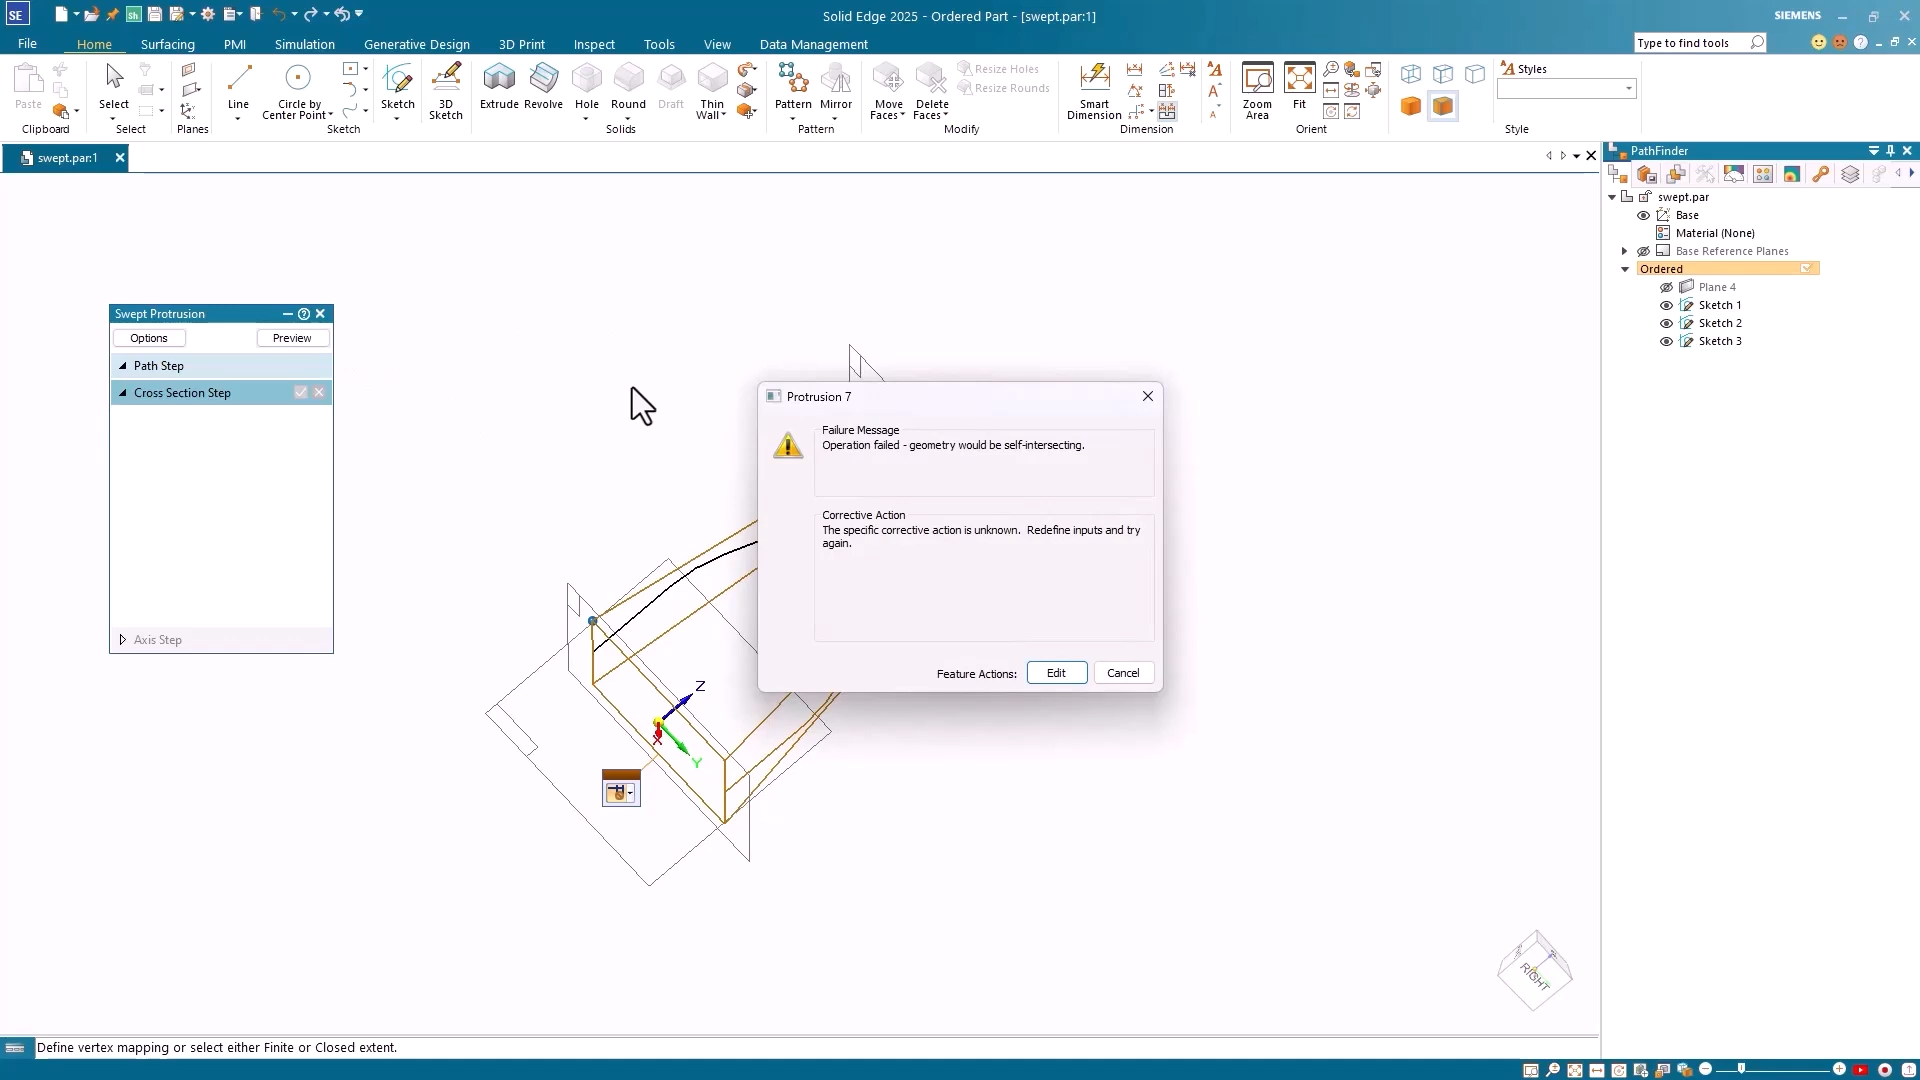 SE
Sh
Solid Edge 2025 - Ordered Part - [swept.par:1]
SIEMENS
File
Home
Surfacing
PMI
Simulation
Generative Design
3D Print
Inspect
Tools
View
Data Management
Type to find tools
Paste
Clipboard
Select
Select
Planes
Line
Circle by
Center Point
Sketch
Sketch
3D
Sketch
Extrude
Revolve
Hole
Round
Draft
Thin
Wall
Solids
Pattern
Mirror
Pattern
Move
Faces
Delete
Faces
Resize Holes
Resize Rounds
Modify
Smart
Dimension
Dimension
Zoom
Area
Fit
Orient
Styles
Style
swept.par:1
PathFinder
swept.par
Base
Material (None)
Base Reference Planes
Ordered
Plane 4
Sketch 1
Sketch 2
Sketch 3
Swept Protrusion
Options
Preview
Path Step
Cross Section Step
Axis Step
Protrusion 7
Failure Message
Operation failed - geometry would be self-intersecting.
Corrective Action
The specific corrective action is unknown. Redefine inputs and try
again.
Feature Actions:
Edit
Cancel
Z
X
Y
RIGHT
Define vertex mapping or select either Finite or Closed extent.